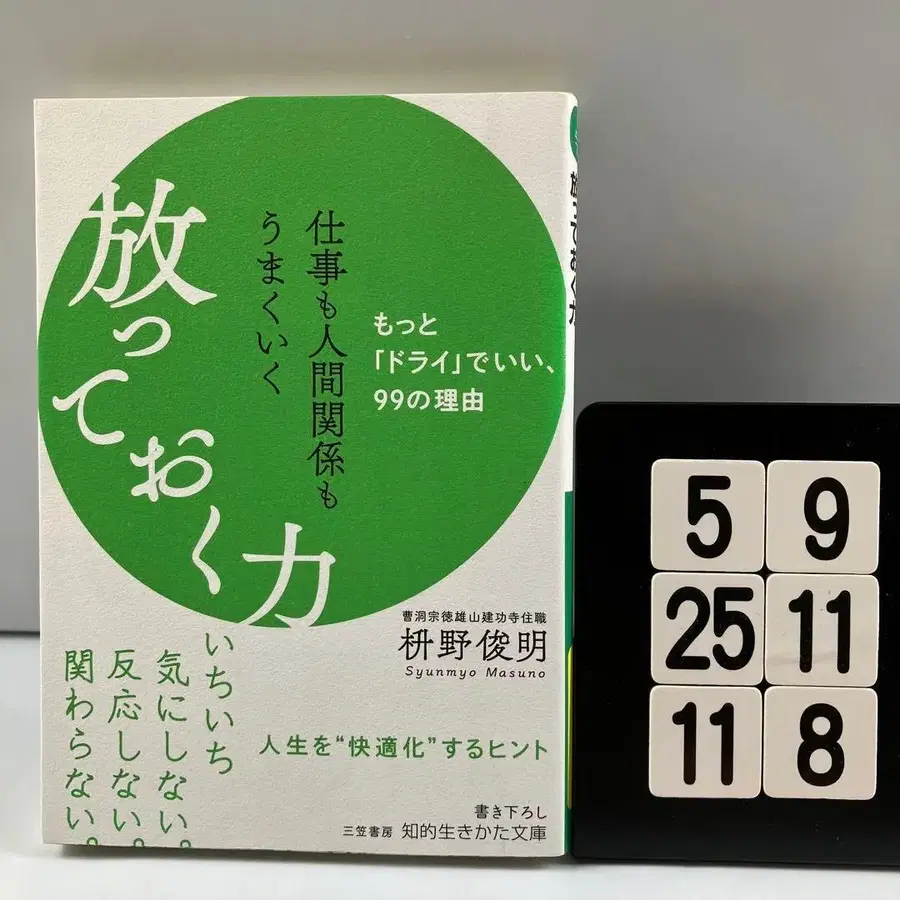 仕事も人間関係も
うまくいく
放っておく力
もっと
「ドライ」でいい、
99の理由
曹洞宗徳雄山建功寺住職
枡野俊明
Syunmyo Masuno
いちいち
気にしない。
反応しない。
関わらない。
人生を“快適化”するヒント
書き下ろし
三笠書房 知的生きかた文庫
放っておく力
5 9
25 11
11 8